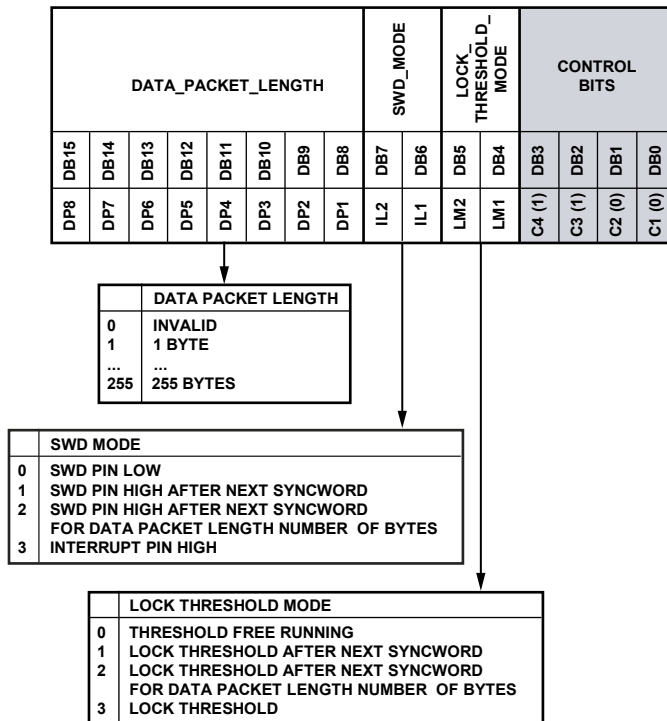 DATA_PACKET_LENGTH
SWD_MODE
LOCK_
THRESHOLD_
MODE
CONTROL
BITS
DB15 DB14 DB13 DB12 DB11 DB10 DB9 DB8 DB7 DB6 DB5 DB4 DB3 DB2 DB1 DB0
DP8 DP7 DP6 DP5 DP4 DP3 DP2 DP1 IL2 IL1 LM2 LM1 C4 (1) C3 (1) C2 (0) C1 (0)
DATA PACKET LENGTH
0 INVALID
1 1 BYTE
... ...
255 255 BYTES
SWD MODE
0 SWD PIN LOW
1 SWD PIN HIGH AFTER NEXT SYNCWORD
2 SWD PIN HIGH AFTER NEXT SYNCWORD
FOR DATA PACKET LENGTH NUMBER OF BYTES
3 INTERRUPT PIN HIGH
LOCK THRESHOLD MODE
0 THRESHOLD FREE RUNNING
1 LOCK THRESHOLD AFTER NEXT SYNCWORD
2 LOCK THRESHOLD AFTER NEXT SYNCWORD
FOR DATA PACKET LENGTH NUMBER OF BYTES
3 LOCK THRESHOLD